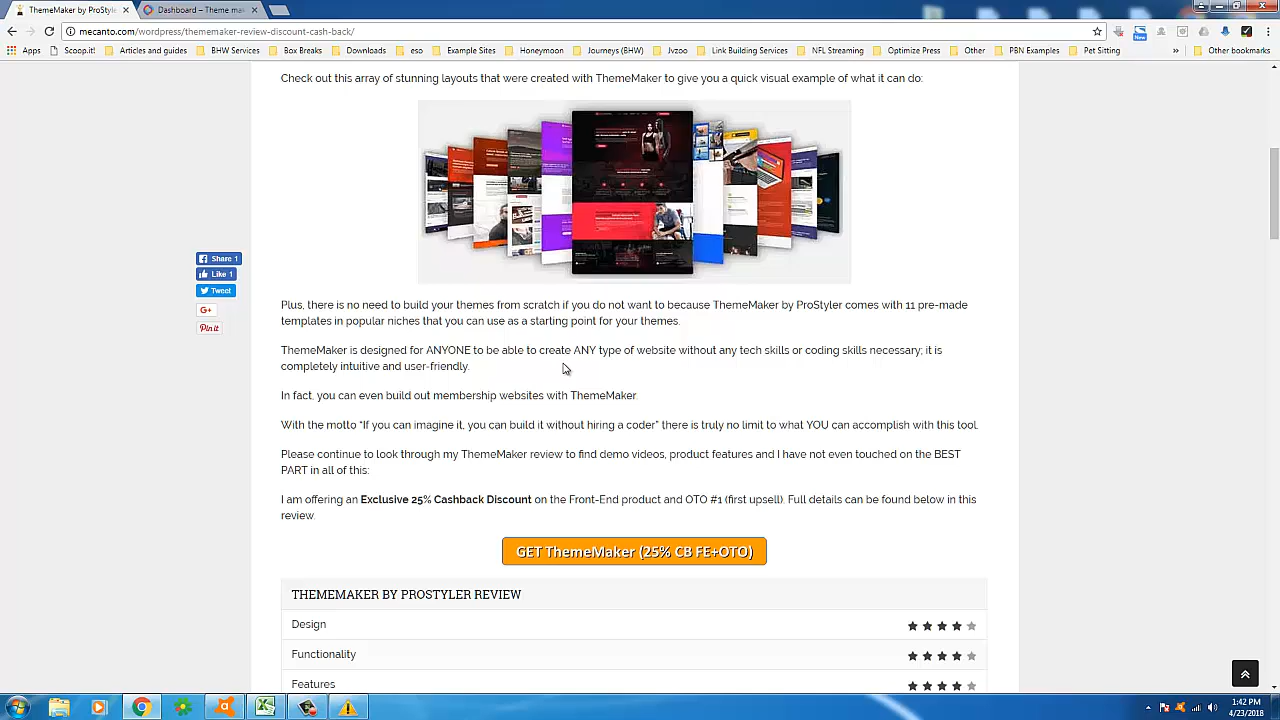 ThemeMaker by ProStyle
Dashboard – Theme mak
mecanto.com/wordpress/thememaker-review-discount-cash-back/
New
Apps Scoop.it! Articles and guides BHW Services Box Breaks Downloads eso Example Sites Honeymoon Journeys (BHW) Jvzoo Link Building Services NFL Streaming Optimize Press Other PBN Examples Pet Sitting » Other bookmarks
Check out this array of stunning layouts that were created with ThemeMaker to give you a quick visual example of what it can do:
Share 1
Like 1
Tweet
G+
Pin it
Plus, there is no need to build your themes from scratch if you do not want to because ThemeMaker by ProStyler comes with 11 pre-made
templates in popular niches that you can use as a starting point for your themes.
ThemeMaker is designed for ANYONE to be able to create ANY type of website without any tech skills or coding skills necessary; it is
completely intuitive and user-friendly.
In fact, you can even build out membership websites with ThemeMaker.
With the motto “If you can imagine it, you can build it without hiring a coder” there is truly no limit to what YOU can accomplish with this tool.
Please continue to look through my ThemeMaker review to find demo videos, product features and I have not even touched on the BEST
PART in all of this:
I am offering an Exclusive 25% Cashback Discount on the Front-End product and OTO #1 (first upsell). Full details can be found below in this
review.
GET ThemeMaker (25% CB FE+OTO)
THEMEMAKER BY PROSTYLER REVIEW
Design
Functionality
Features
1:42 PM
4/23/2018